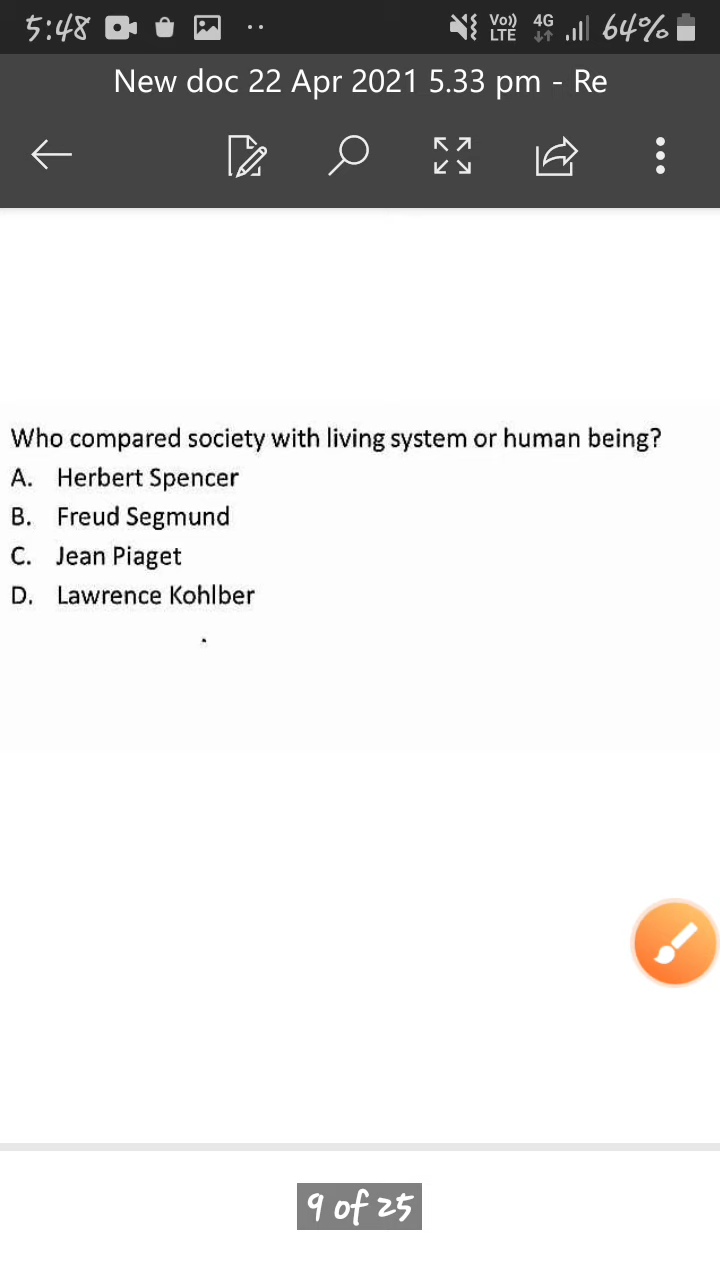 5:48
Vo)) LTE 4G 64%
New doc 22 Apr 2021 5.33 pm - Re
Who compared society with living system or human being?
A. Herbert Spencer
B. Freud Segmund
C. Jean Piaget
D. Lawrence Kohlber
9 of 25